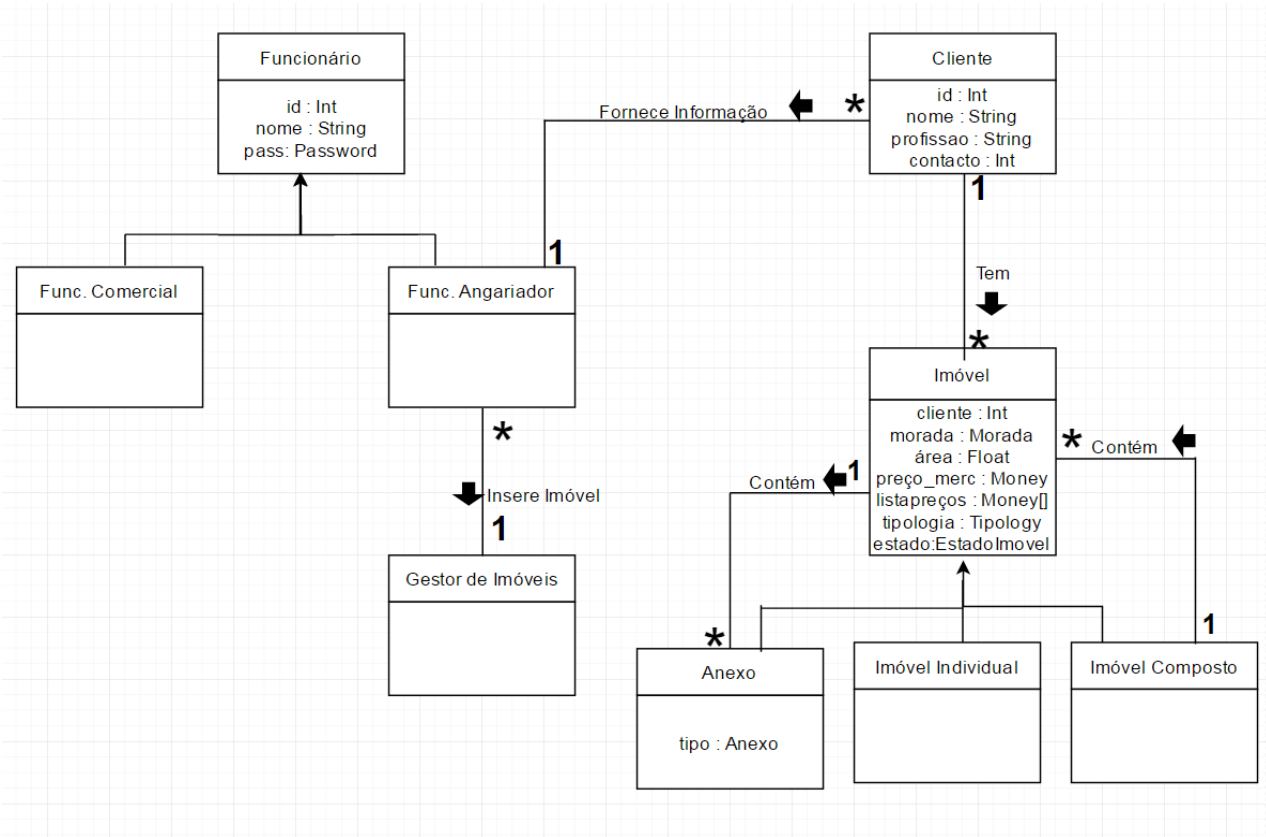 Funcionário
id : Int
nome : String
pass: Password
Cliente
id : Int
nome : String
profissao : String
contacto : Int
Fornece Informação
*
1
1
Func. Comercial
Func. Angariador
Tem
*
Imóvel
cliente : Int
morada : Morada
área : Float
preço_merc : Money
listapreços : Money[]
tipologia : Tipology
estado:EstadoImovel
*
Insere Imóvel
1
Gestor de Imóveis
Contém
1
*
Contém
1
*
Anexo
tipo : Anexo
Imóvel Individual
Imóvel Composto